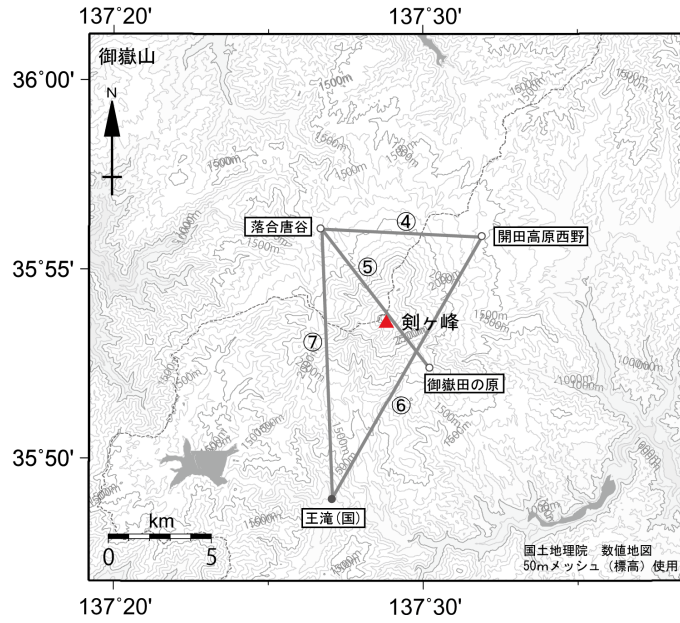 137°20' 137°30'
御嶽山
36°00'
N
1500m
落合唐谷
④
開田高原西野
35°55'
⑤
⑦
剣ヶ峰
御嶽田の原
⑥
35°50'
王滝(国)
km
0 5
国土地理院 数値地図
50mメッシュ(標高)使用
137°20' 137°30'